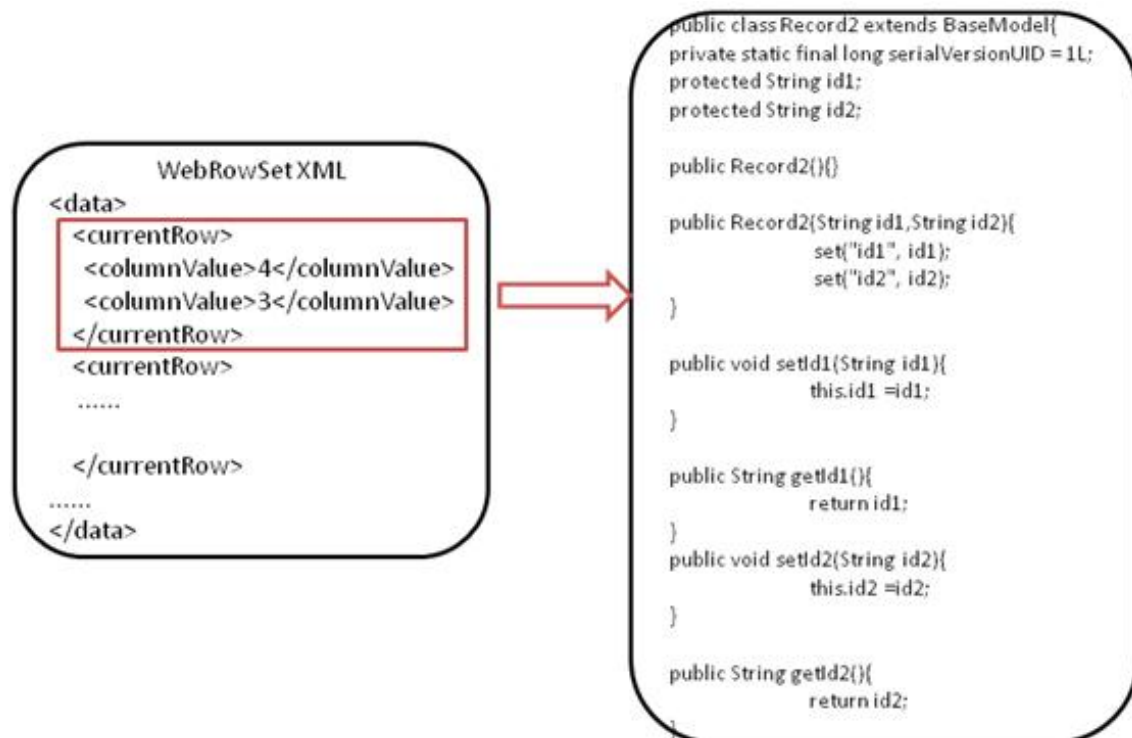 WebRowSet XML
<data>
<currentRow>
<columnValue>4</columnValue>
<columnValue>3</columnValue>
</currentRow>
<currentRow>
......
</currentRow>
......
</data>
public class Record2 extends BaseModel{
private static final long serialVersionUID = 1L;
protected String id1;
protected String id2;
public Record2(){}
public Record2(String id1,String id2){
set("id1", id1);
set("id2", id2);
}
public void setId1(String id1){
this.id1 =id1;
}
public String getId1(){
return id1;
}
public void setId2(String id2){
this.id2 =id2;
}
public String getId2(){
return id2;
}